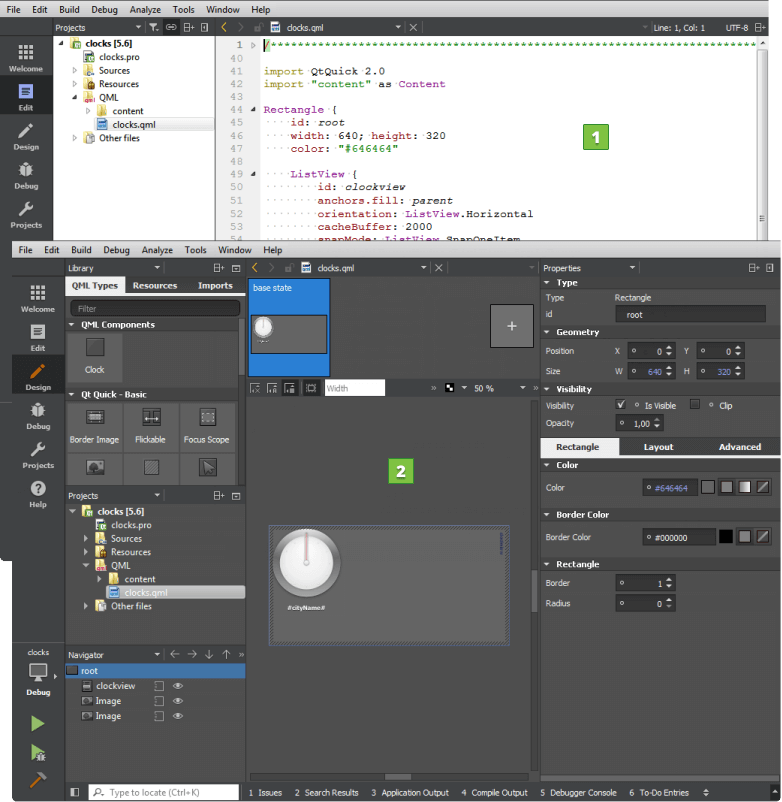 File Edit Build Debug Analyze Tools Window Help
Projects
clocks.qml
Line: 1, Col: 1 UTF-8
Welcome
Edit
Design
Debug
Projects
clocks [5.6]
clocks.pro
Sources
Resources
QML
content
clocks.qml
Other files
1 /****************************************************************************
40
41 import QtQuick 2.0
42 import "content" as Content
43
44 Rectangle {
45 id: root
46 width: 640; height: 320
47 color: "#646464"
48
49 ListView {
50 id: clockview
51 anchors.fill: parent
52 orientation: ListView.Horizontal
53 cacheBuffer: 2000
54 snapMode: ListView.SnapOneItem
1
File Edit Build Debug Analyze Tools Window Help
Welcome
Edit
Design
Debug
Projects
Help
clocks
Debug
Library
QML Types Resources Imports
Filter
QML Components
Clock
Qt Quick - Basic
Border Image Flickable Focus Scope
Projects
clocks [5.6]
clocks.pro
Sources
Resources
QML
content
clocks.qml
Other files
Navigator
root
clockview
Image
Image
clocks.qml
base state
+
Width
50 %
2
#cityName#
Properties
Type
Type Rectangle
id root
Geometry
Position X 0 Y 0
Size W 640 H 320
Visibility
Visibility Is Visible Clip
Opacity 1,00
Rectangle Layout Advanced
Color
Color #646464
Border Color
Border Color #000000
Rectangle
Border 1
Radius 0
Type to locate (Ctrl+K)
1 Issues 2 Search Results 3 Application Output 4 Compile Output 5 Debugger Console 6 To-Do Entries